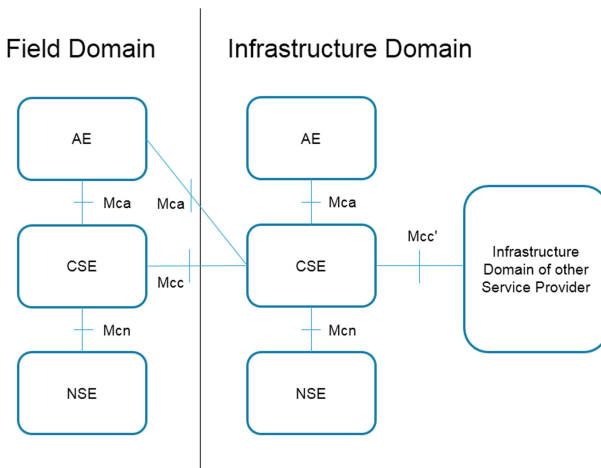 Field Domain
Infrastructure Domain
AE
AE
Mca
Mca
Mca
Mcc'
CSE
Mcc
CSE
Infrastructure
Domain of other
Service Provider
Mcn
Mcn
NSE
NSE